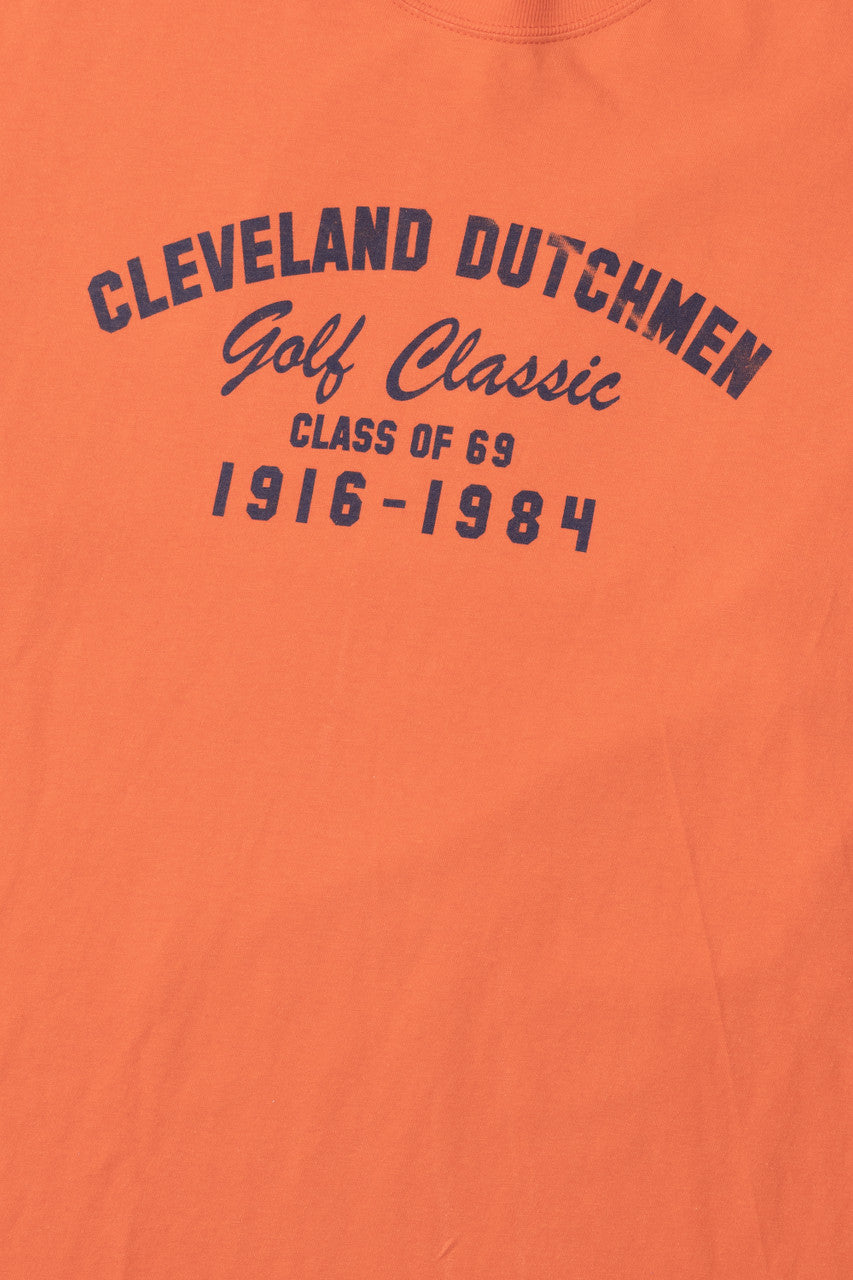 CLEVELAND DUTCHMEN
Golf Classic
CLASS OF 69
1916-1984